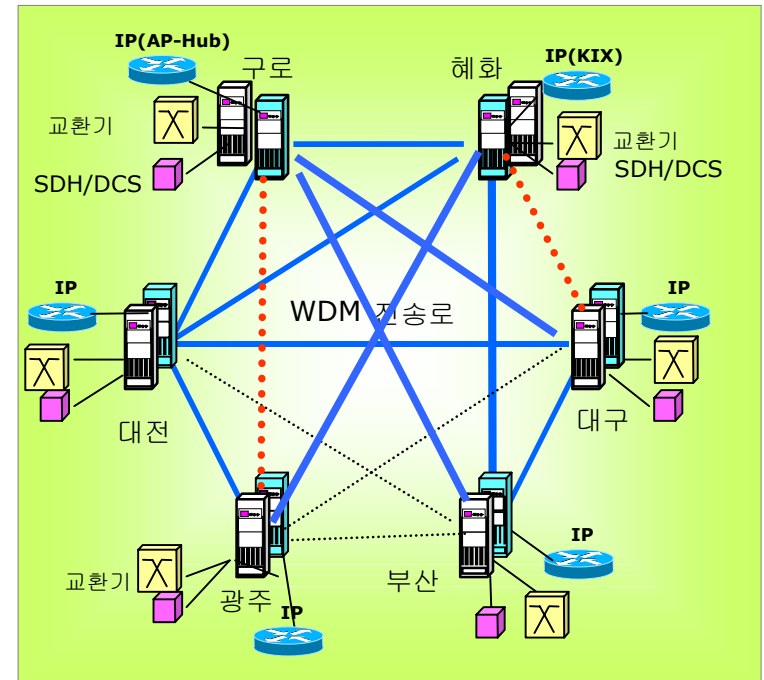 IP(AP-Hub)
구로
혜화
IP(KIX)
교환기
교환기
SDH/DCS
SDH/DCS
IP
IP
WDM 전송로
대전
대구
IP
교환기
광주
부산
IP